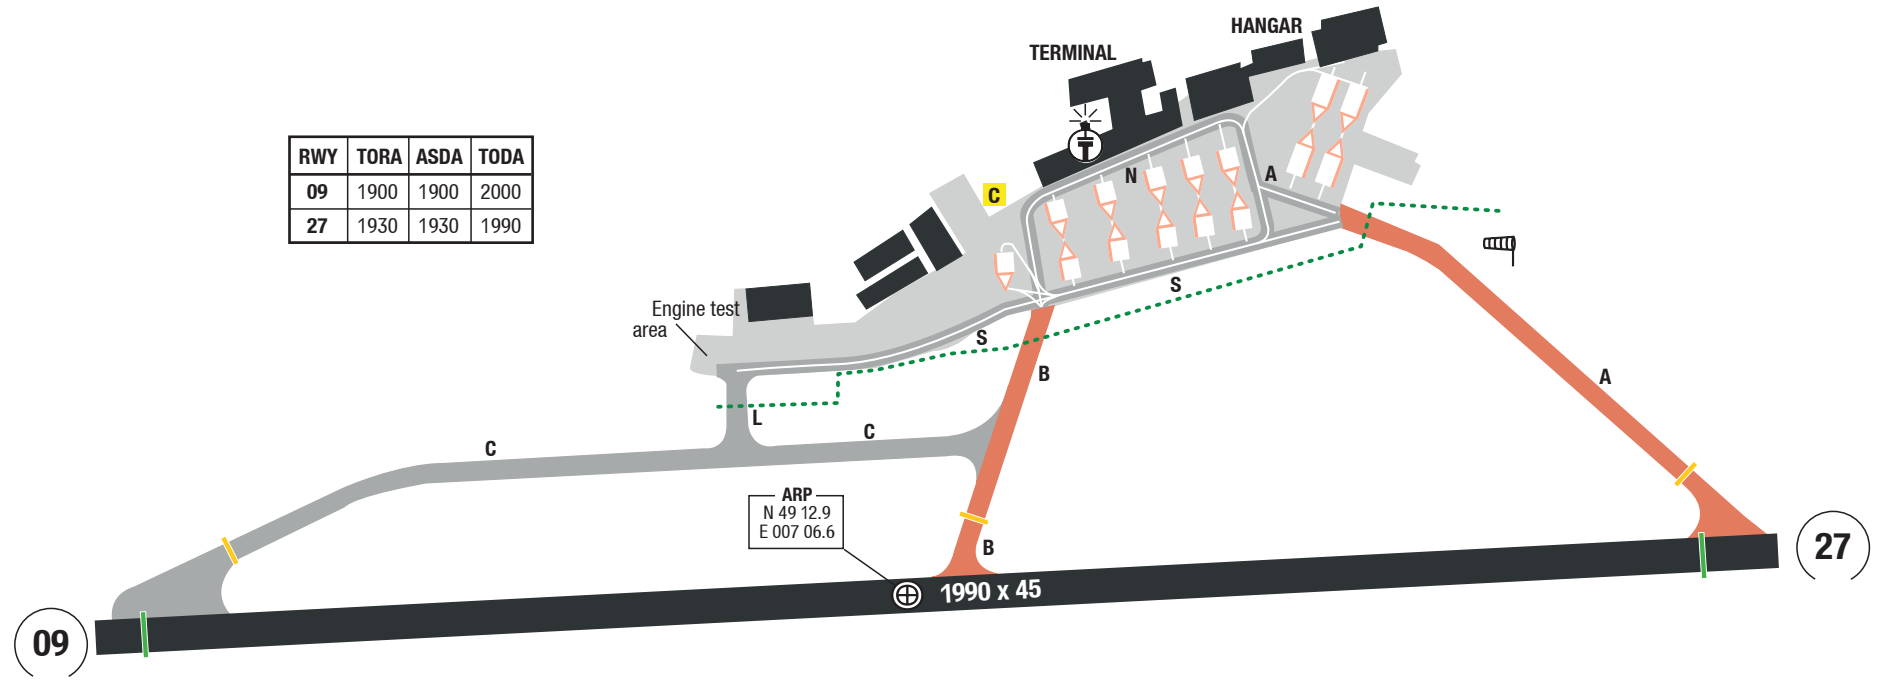 HANGAR
TERMINAL
RWY TORA ASDA TODA
09 1900 1900 2000
27 1930 1930 1990
N
A
C
S
Engine test
area
S
B
A
L
C
C
ARP
N 49 12.9
E 007 06.6
B
27
1990 x 45
09